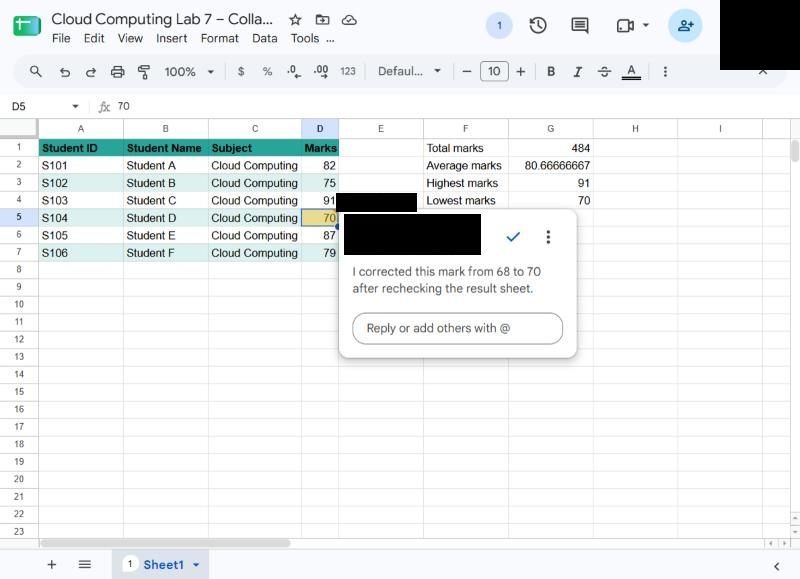 Cloud Computing Lab 7 – Colla...
1
File Edit View Insert Format Data Tools ...
100% $ % .0 .00 123 Defaul... 10 B I S A
D5 fx 70
A B C D E F G H I
1 Student ID Student Name Subject Marks Total marks 484
2 S101 Student A Cloud Computing 82 Average marks 80.66666667
3 S102 Student B Cloud Computing 75 Highest marks 91
4 S103 Student C Cloud Computing 91 Lowest marks 70
5 S104 Student D Cloud Computing 70
6 S105 Student E Cloud Computing 87
7 S106 Student F Cloud Computing 79
I corrected this mark from 68 to 70
after rechecking the result sheet.
Reply or add others with @
8
9
10
11
12
13
14
15
16
17
18
19
20
21
22
23
1 Sheet1